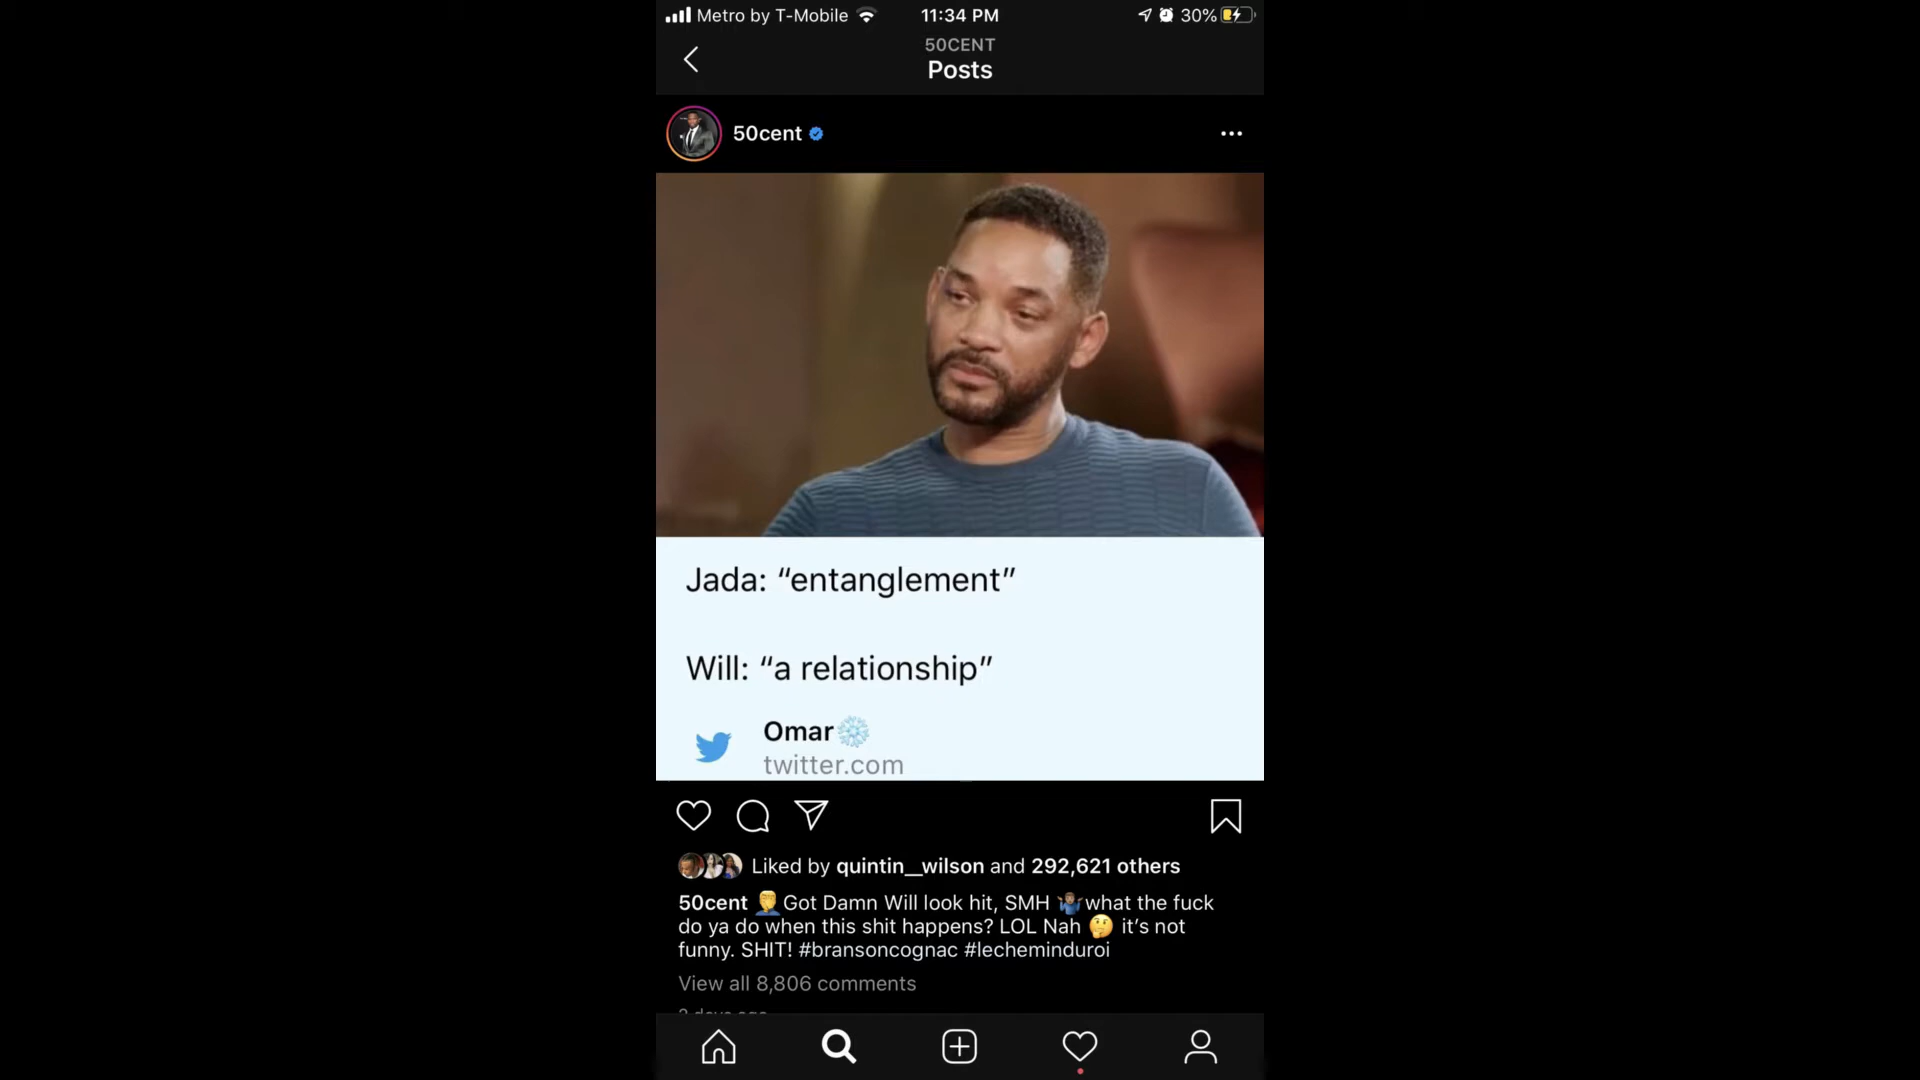 Metro by T-Mobile 11:34 PM 30%
50CENT
Posts
50cent
Jada: “entanglement”
Will: “a relationship”
Omar❄️
twitter.com
Liked by quintin__wilson and 292,621 others
50cent 🤦‍♂️Got Damn Will look hit, SMH 🤷🏾‍♂️what the fuck
do ya do when this shit happens? LOL Nah 🤔 it’s not
funny. SHIT! #bransoncognac #lecheminduroi
View all 8,806 comments